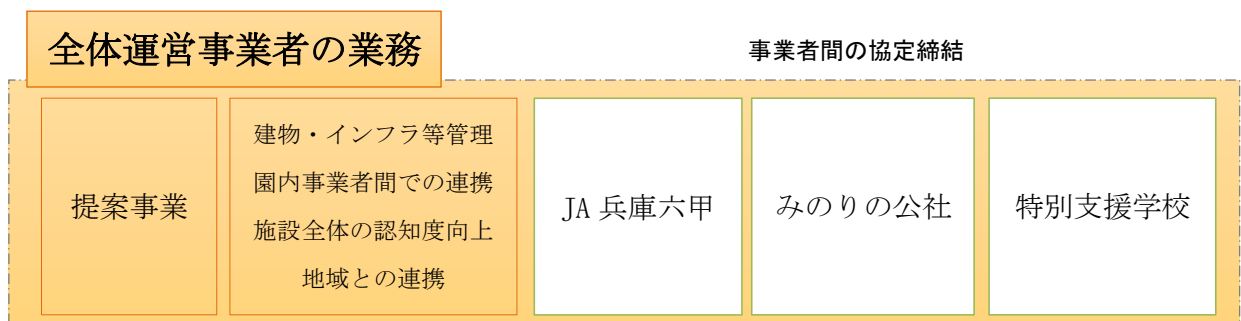 全体運営事業者の業務
事業者間の協定締結
提案事業
建物・インフラ等管理
園内事業者間での連携
施設全体の認知度向上
地域との連携
JA 兵庫六甲
みのりの公社
特別支援学校